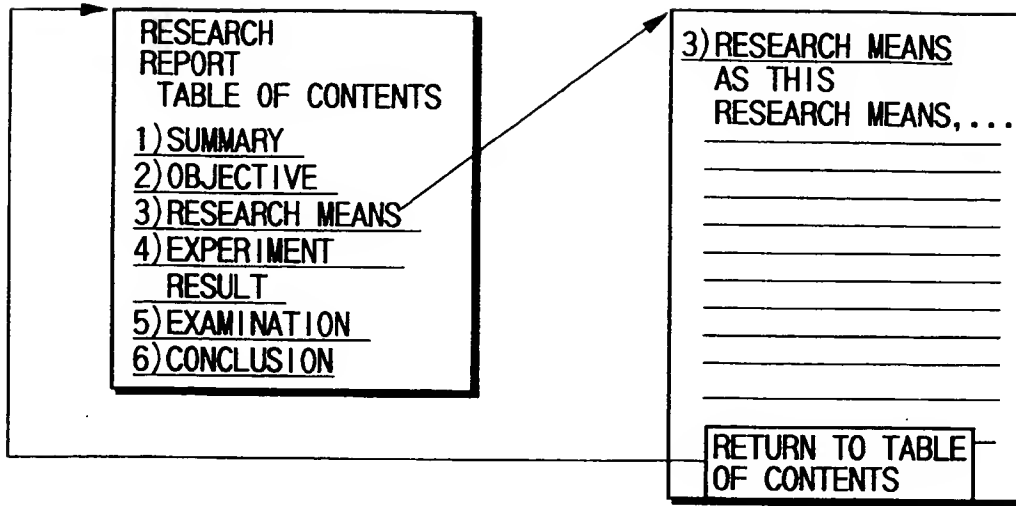 RESEARCH
REPORT
TABLE OF CONTENTS
1)SUMMARY
2)OBJECTIVE
3)RESEARCH MEANS
4)EXPERIMENT
RESULT
5)EXAMINATION
6)CONCLUSION
3)RESEARCH MEANS
AS THIS
RESEARCH MEANS,...
RETURN TO TABLE
OF CONTENTS